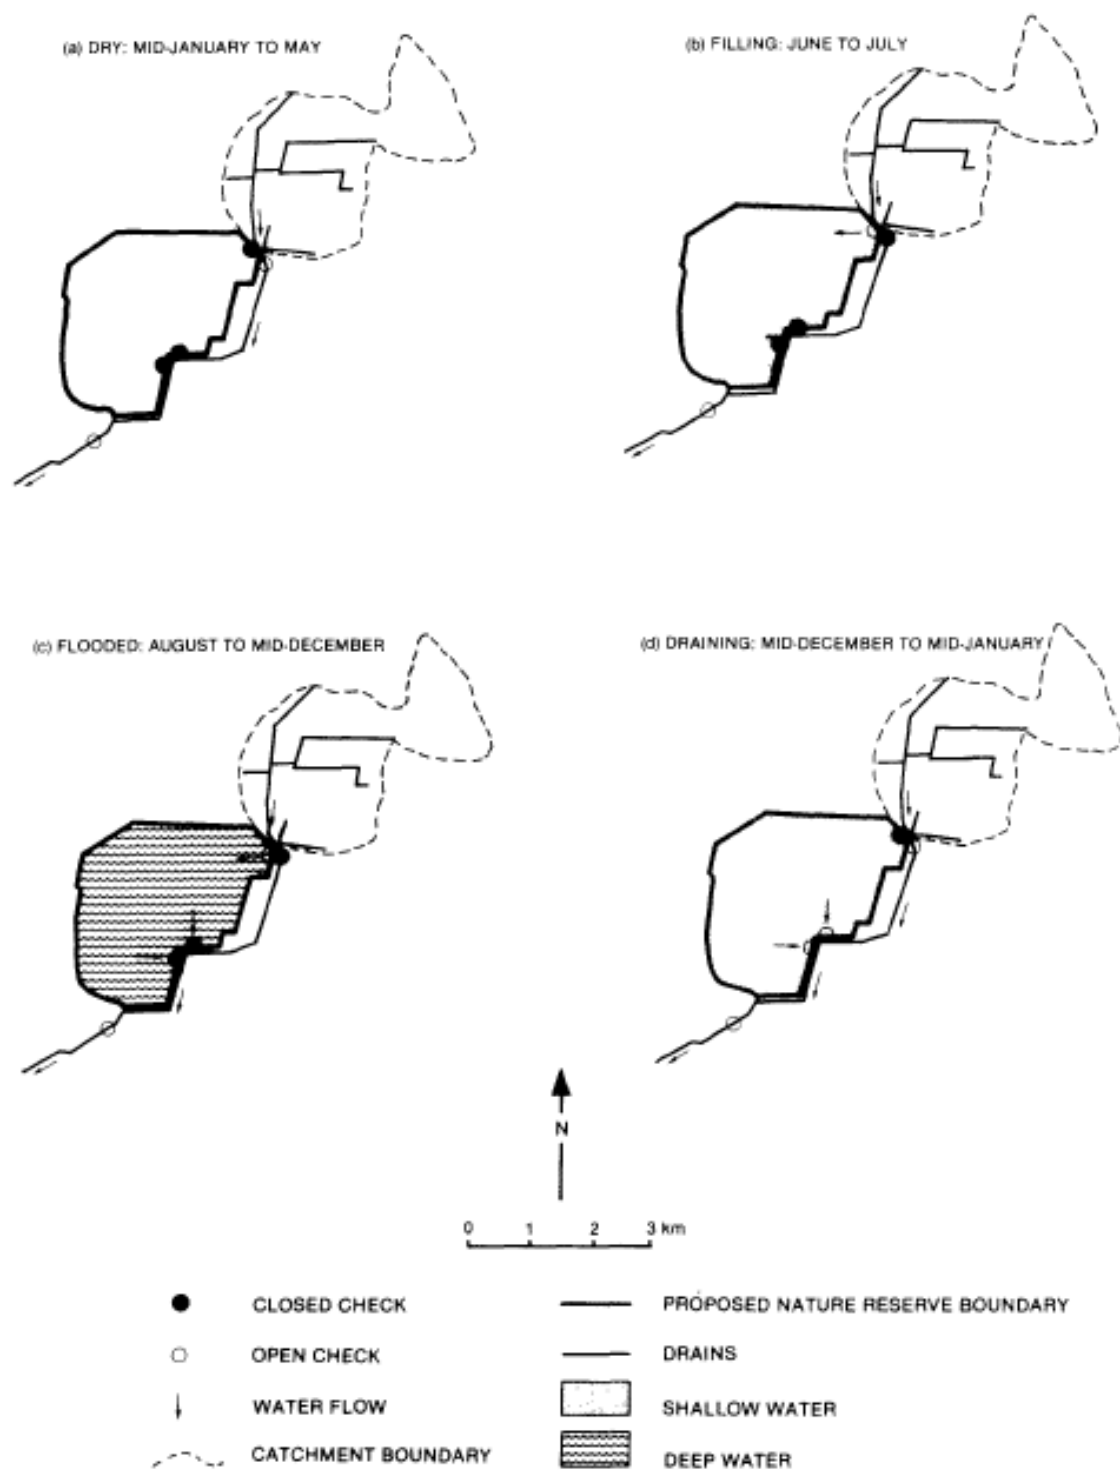 (a) DRY: MID-JANUARY TO MAY
(b) FILLING: JUNE TO JULY
(c) FLOODED: AUGUST TO MID-DECEMBER
(d) DRAINING: MID-DECEMBER TO MID-JANUARY
N
0 1 2 3 km
CLOSED CHECK
PROPOSED NATURE RESERVE BOUNDARY
OPEN CHECK
DRAINS
WATER FLOW
SHALLOW WATER
CATCHMENT BOUNDARY
DEEP WATER